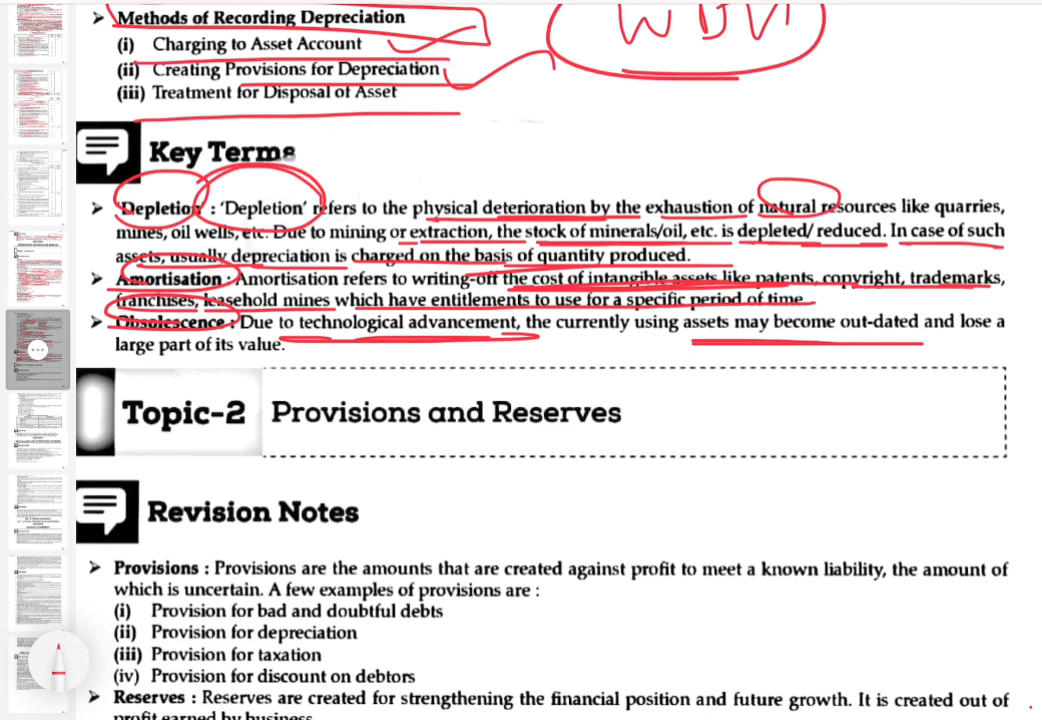 WDV
➤ Methods of Recording Depreciation
(i) Charging to Asset Account
(ii) Creating Provisions for Depreciation
(iii) Treatment for Disposal of Asset
Key Terms
➤ Depletion : ‘Depletion’ refers to the physical deterioration by the exhaustion of natural resources like quarries,
mines, oil wells, etc. Due to mining or extraction, the stock of minerals/oil, etc. is depleted/ reduced. In case of such
assets, usually depreciation is charged on the basis of quantity produced.
➤ Amortisation : Amortisation refers to writing-off the cost of intangible assets like patents, copyright, trademarks,
franchises, leasehold mines which have entitlements to use for a specific period of time.
➤ Obsolescence : Due to technological advancement, the currently using assets may become out-dated and lose a
large part of its value.
Topic-2 Provisions and Reserves
Revision Notes
➤ Provisions : Provisions are the amounts that are created against profit to meet a known liability, the amount of
which is uncertain. A few examples of provisions are :
(i) Provision for bad and doubtful debts
(ii) Provision for depreciation
(iii) Provision for taxation
(iv) Provision for discount on debtors
➤ Reserves : Reserves are created for strengthening the financial position and future growth. It is created out of
profit earned by business.